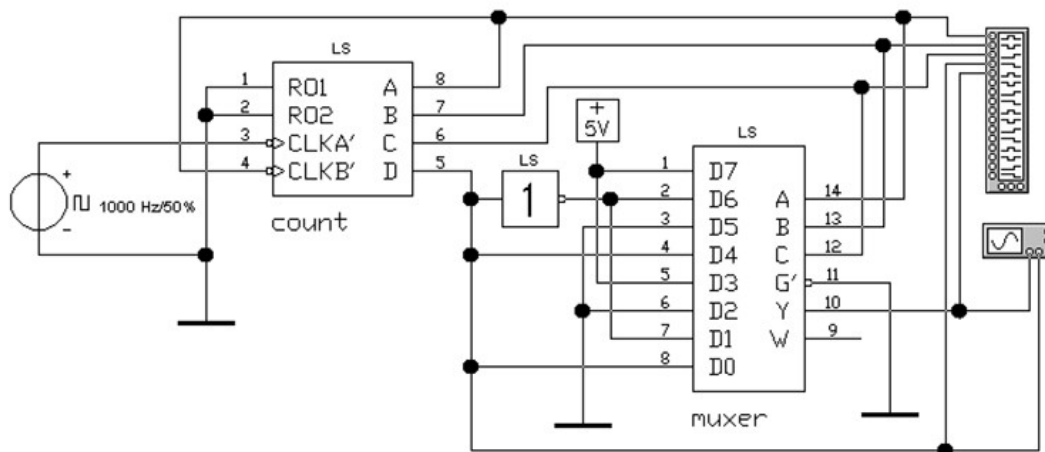 LS
1 RO1 A 8
2 RO2 B 7
3 CLKA' C 6
4 CLKB' D 5
count
1000 Hz/50%
+
-
+
5V
LS
1
LS
1 D7
2 D6 A 14
3 D5 B 13
4 D4 C 12
5 D3 G' 11
6 D2 Y 10
7 D1 W 9
8 D0
muxer